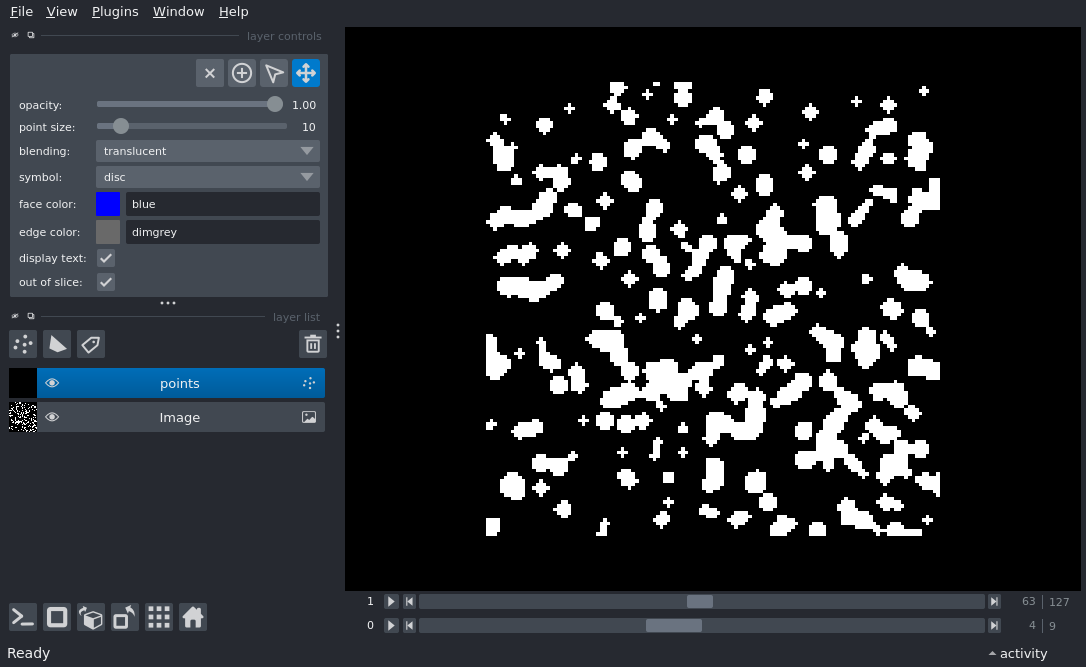 File View Plugins Window Help
layer controls
opacity: 1.00
point size: 10
blending: translucent
symbol: disc
face color: blue
edge color: dimgrey
display text:
out of slice:
layer list
points
Image
1 63 127
0 4 9
Ready activity